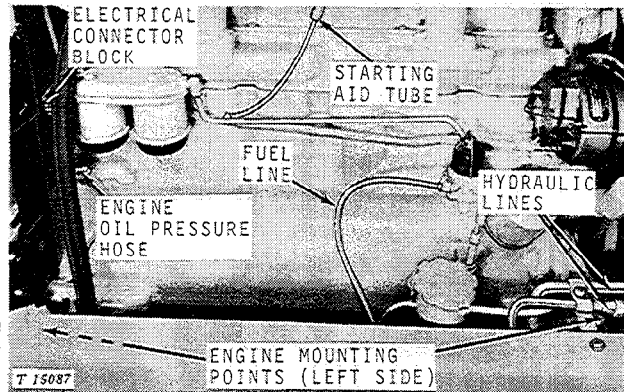 ELECTRICAL
CONNECTOR
BLOCK
STARTING
AID TUBE
FUEL
LINE
HYDRAULIC
LINES
ENGINE
OIL PRESSURE
HOSE
ENGINE MOUNTING
POINTS (LEFT SIDE)
T 15087